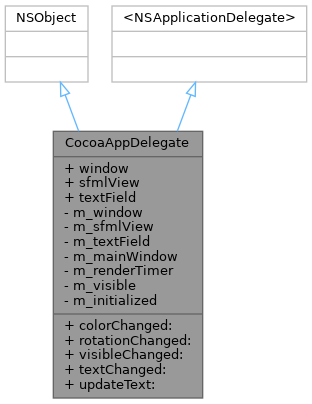 NSObject
<NSApplicationDelegate>
CocoaAppDelegate
+ window
+ sfmlView
+ textField
- m_window
- m_sfmlView
- m_textField
- m_mainWindow
- m_renderTimer
- m_visible
- m_initialized
+ colorChanged:
+ rotationChanged:
+ visibleChanged:
+ textChanged:
+ updateText: